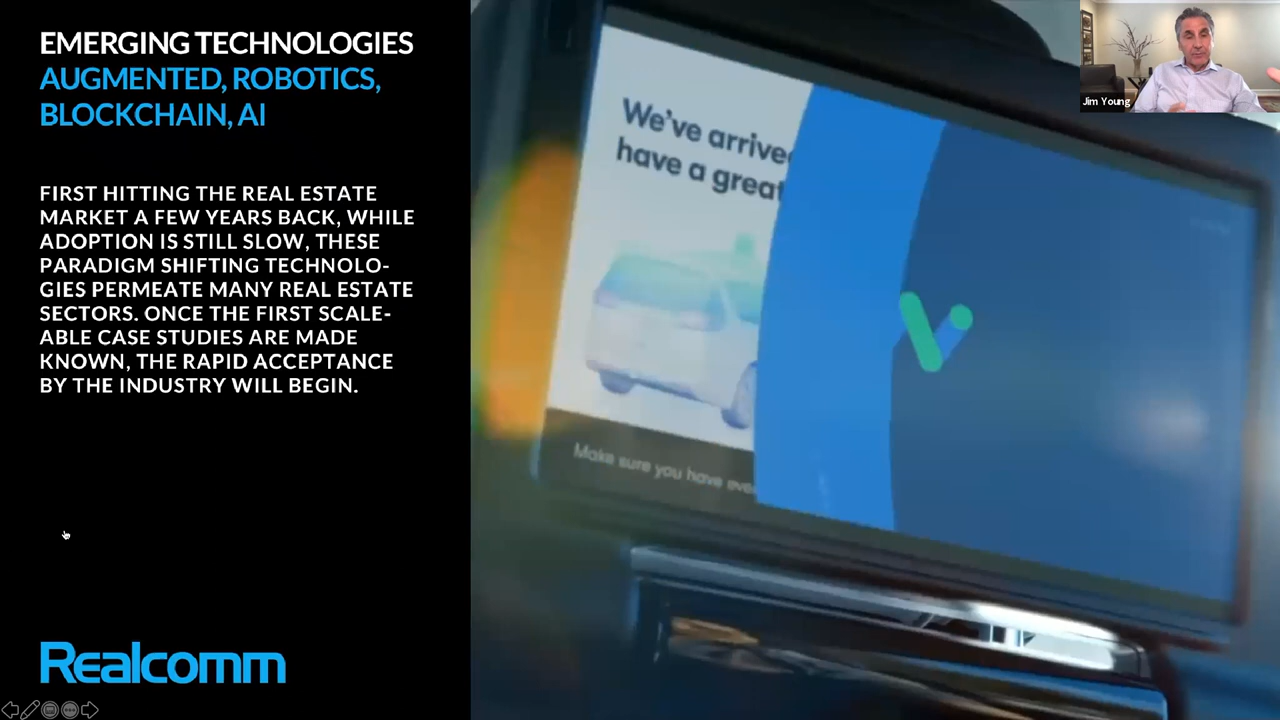 EMERGING TECHNOLOGIES
AUGMENTED, ROBOTICS,
BLOCKCHAIN, AI
FIRST HITTING THE REAL ESTATE
MARKET A FEW YEARS BACK, WHILE
ADOPTION IS STILL SLOW, THESE
PARADIGM SHIFTING TECHNOLO-
GIES PERMEATE MANY REAL ESTATE
SECTORS. ONCE THE FIRST SCALE-
ABLE CASE STUDIES ARE MADE
KNOWN, THE RAPID ACCEPTANCE
BY THE INDUSTRY WILL BEGIN.
Realcomm
We've arrive
have a great
Make sure you have eve
Jim Young